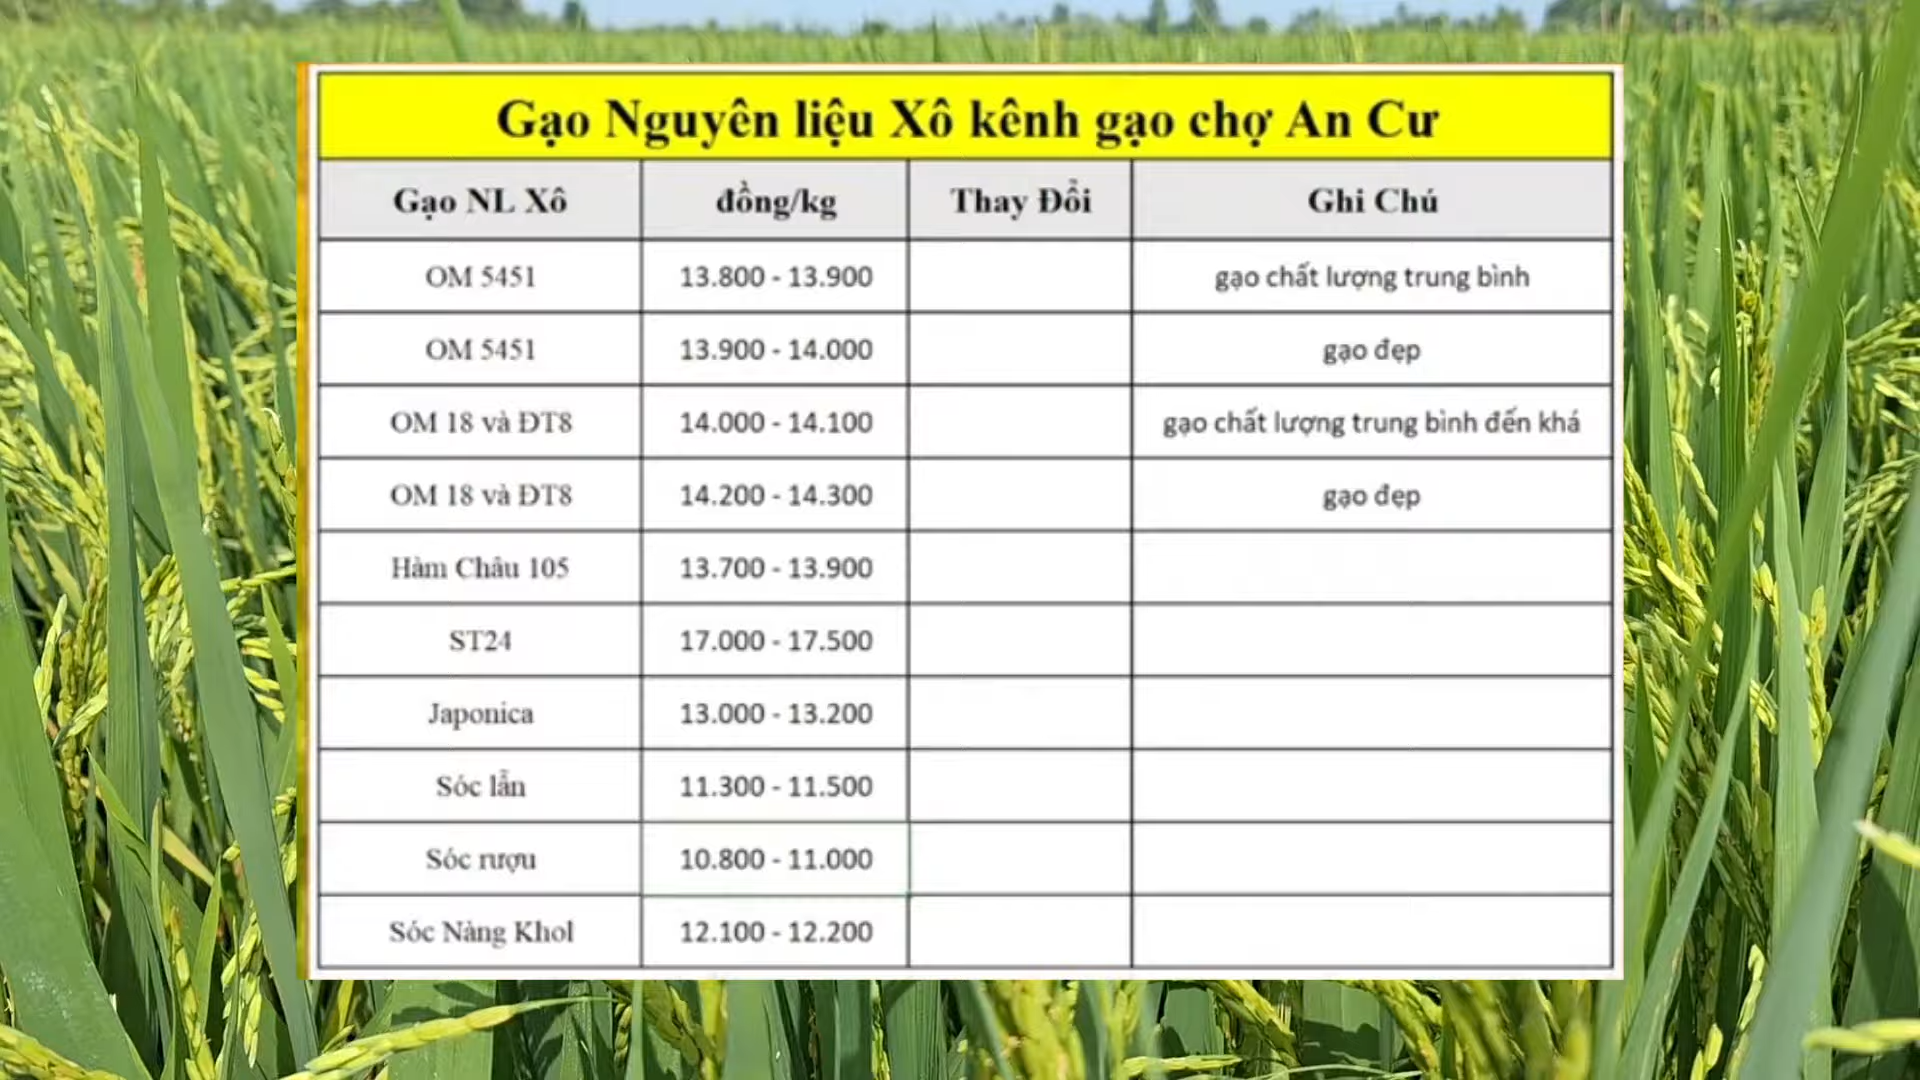 Gạo Nguyên liệu Xô kênh gạo chợ An Cư
Gạo NL Xô đồng/kg Thay Đổi Ghi Chú
OM 5451 13.800 - 13.900 gạo chất lượng trung bình
OM 5451 13.900 - 14.000 gạo đẹp
OM 18 và ĐT8 14.000 - 14.100 gạo chất lượng trung bình đến khá
OM 18 và ĐT8 14.200 - 14.300 gạo đẹp
Hàm Châu 105 13.700 - 13.900
ST24 17.000 - 17.500
Japonica 13.000 - 13.200
Sóc lẫn 11.300 - 11.500
Sóc rượu 10.800 - 11.000
Sóc Nàng Khol 12.100 - 12.200